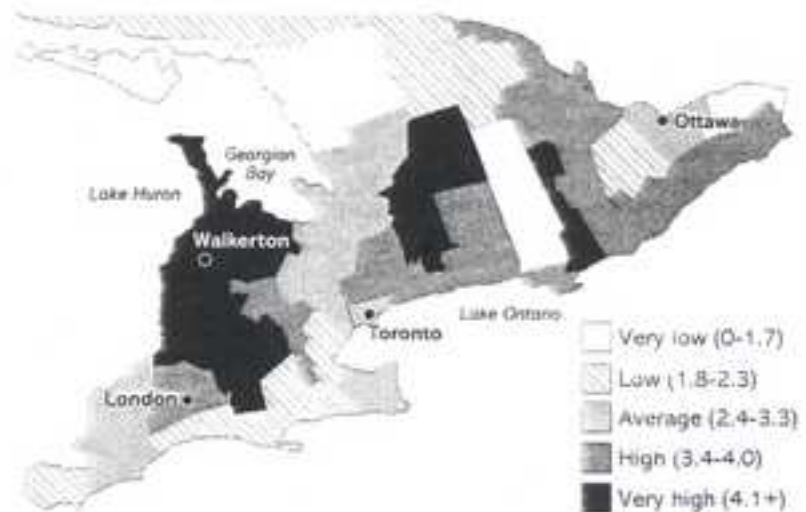 Ottawa
Georgian
Bay
Lake Huron
Walkerton
Lake Ontario
Toronto
London
Very low (0-1.7)
Low (1.8-2.3)
Average (2.4-3.3)
High (3.4-4.0)
Very high (4.1+)